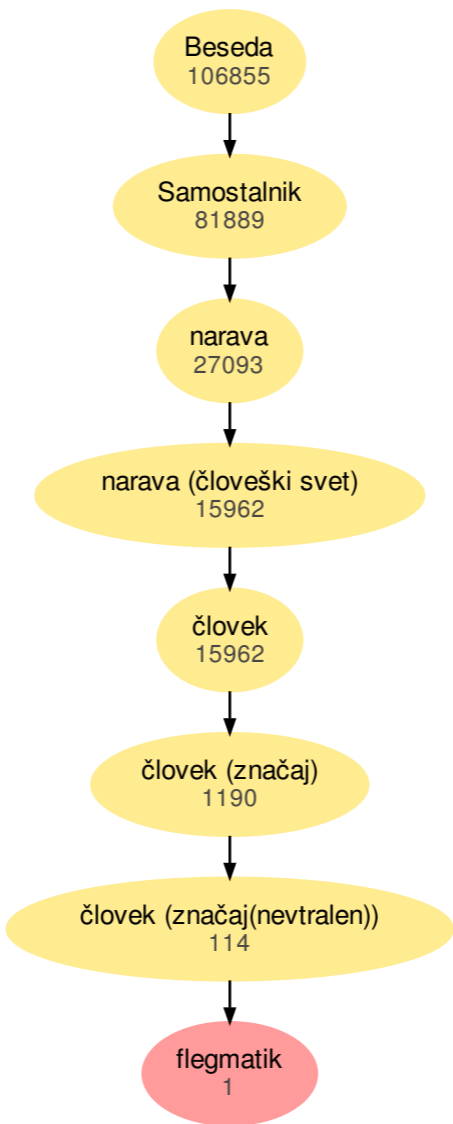 Beseda
106855
Samostalnik
81889
narava
27093
narava (človeški svet)
15962
človek
15962
človek (značaj)
1190
človek (značaj(nevtralen))
114
flegmatik
1